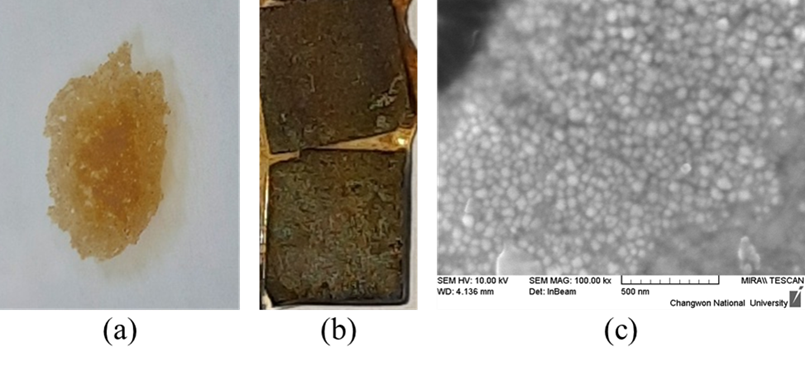 SEM HV: 10.00 kV SEM MAG: 100.00 kx MIRA\\ TESCAN
WD: 4.136 mm Det: InBeam 500 nm
Changwon National University
(a) (b) (c)